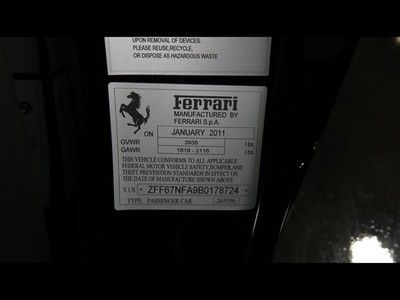 UPON REMOVAL OR
OF THIS DEVICES.
PLEASE REUSE,RECYCLE,
OR DISPOSE AS HAZARDOUS WASTE
Ferrari
MANUFACTURED BY
FERRARI S.p.A.
ON JANUARY 2011
GVWR 3935 lbs
GAWR 1819-2116 lbs
THIS VEHICLE CONFORMS TO ALL APPLICABLE
FEDERAL MOTOR VEHICLE SAFETY, BUMPER, AND
THEFT PREVENTION STANDARDS IN EFFECT ON
THE DATE OF MANUFACTURE SHOWN ABOVE
V.I.N. ZFF67NFA9B0178724
TYPE: PASSENGER CAR